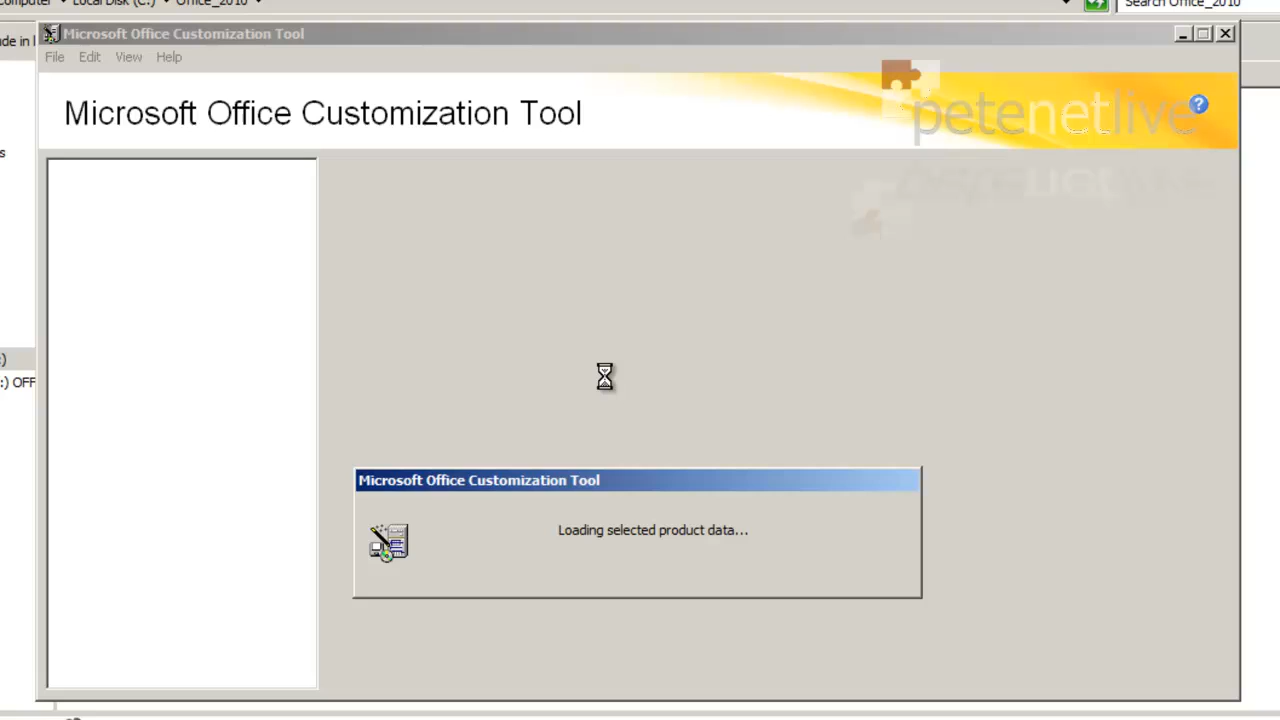 Computer Local Disk (C:) Office_2010
Search Office_2010
Microsoft Office Customization Tool
File Edit View Help
Microsoft Office Customization Tool
petenetlive
?
:) OFF
Microsoft Office Customization Tool
Loading selected product data...